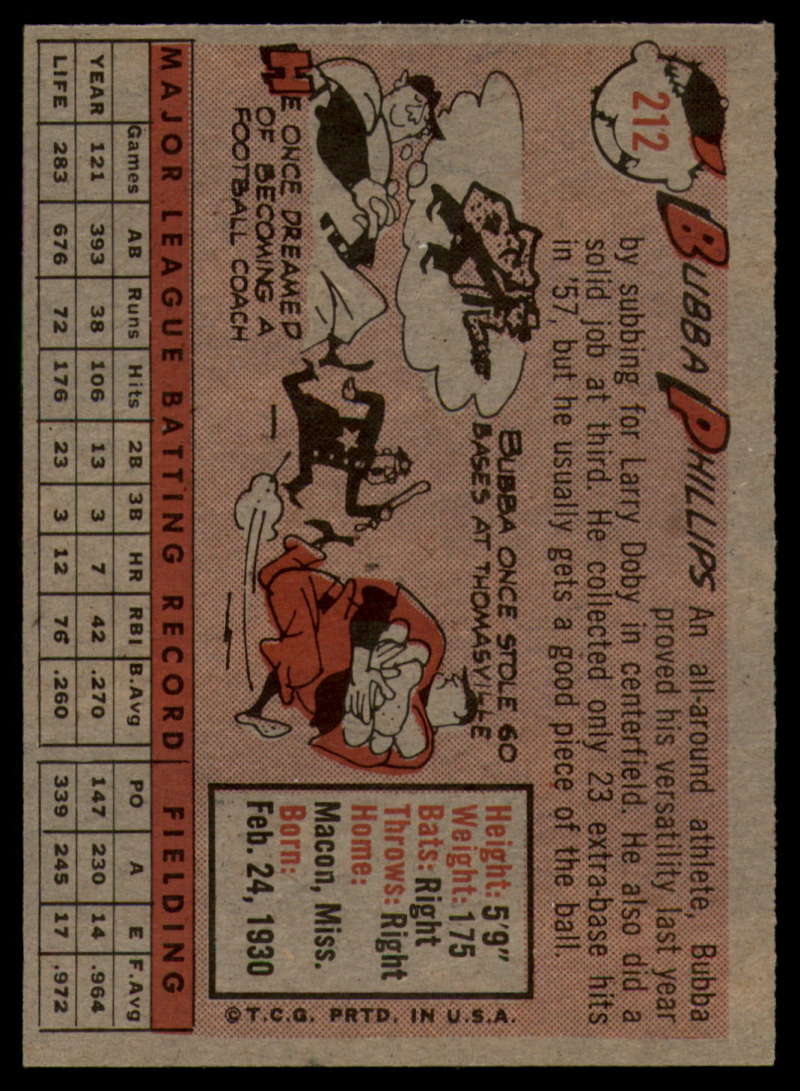 212
BUBBA PHILLIPS
An all-around athlete, Bubba
proved his versatility last year
by subbing for Larry Doby in centerfield. He also did a
solid job at third. He collected only 23 extra-base hits
in '57, but he usually gets a good piece of the ball.
BUBBA ONCE STOLE 60
BASES AT THOMASVILLE
HE ONCE DREAMED
OF BECOMING A
FOOTBALL COACH
Height: 5'9"
Weight: 175
Bats: Right
Throws: Right
Home:
Macon, Miss.
Born:
Feb. 24, 1930
©T.C.G. PRTD. IN U.S.A.
MAJOR LEAGUE BATTING RECORD FIELDING
Games AB Runs Hits 2B 3B HR RBI B.Avg PO A E F.Avg
YEAR 121 393 38 106 13 3 7 42 .270 147 230 14 .964
LIFE 283 676 72 176 23 3 12 76 .260 339 245 17 .972